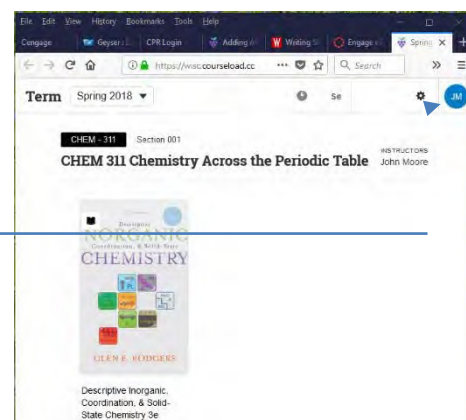 File Edit View History Bookmarks Tools Help
Cengage Geyser CPR Login Adding Writing Engage Spring
https://wisc.courseload.cc Search
Term Spring 2018 Se JM
CHEM - 311 Section 001
INSTRUCTORS
CHEM 311 Chemistry Across the Periodic Table John Moore
Descriptive
INORGANIC
Coordination, & Solid-State
CHEMISTRY
GLEN E. RODGERS
Descriptive Inorganic,
Coordination, & Solid-
State Chemistry 3e